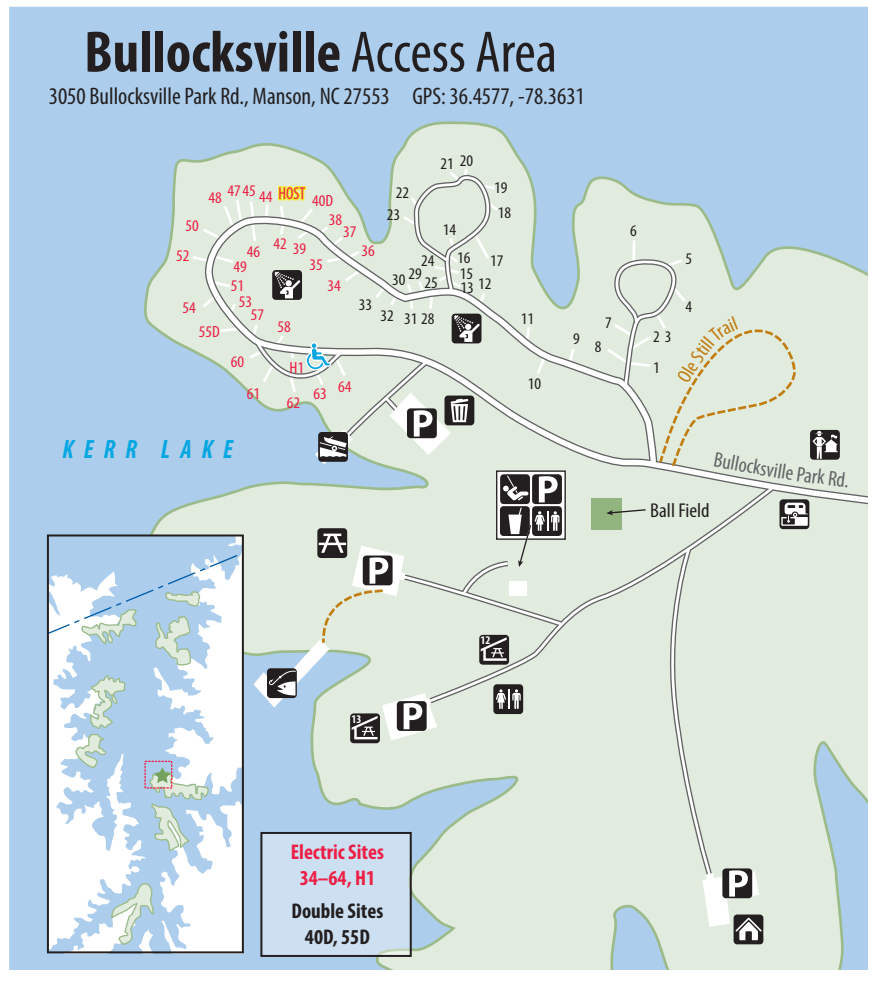 Bullocksville Access Area
3050 Bullocksville Park Rd., Manson, NC 27553 GPS: 36.4577, -78.3631
21 20
19
18
22
23
14
17
16
24
15
29
25
13 12
30
33
32
31 28
11
10
9
8
7
6
5
4
2 3
1
48
47 45
44
HOST
40D
38
37
36
50
46
42
39
35
34
52
49
51
53
57
54
55D
58
60
H1
61
62
63
64
Ole Still Trail
KERR LAKE
P
Bullocksville Park Rd.
P
Ball Field
P
12
13
P
P
Electric Sites
34–64, H1
Double Sites
40D, 55D